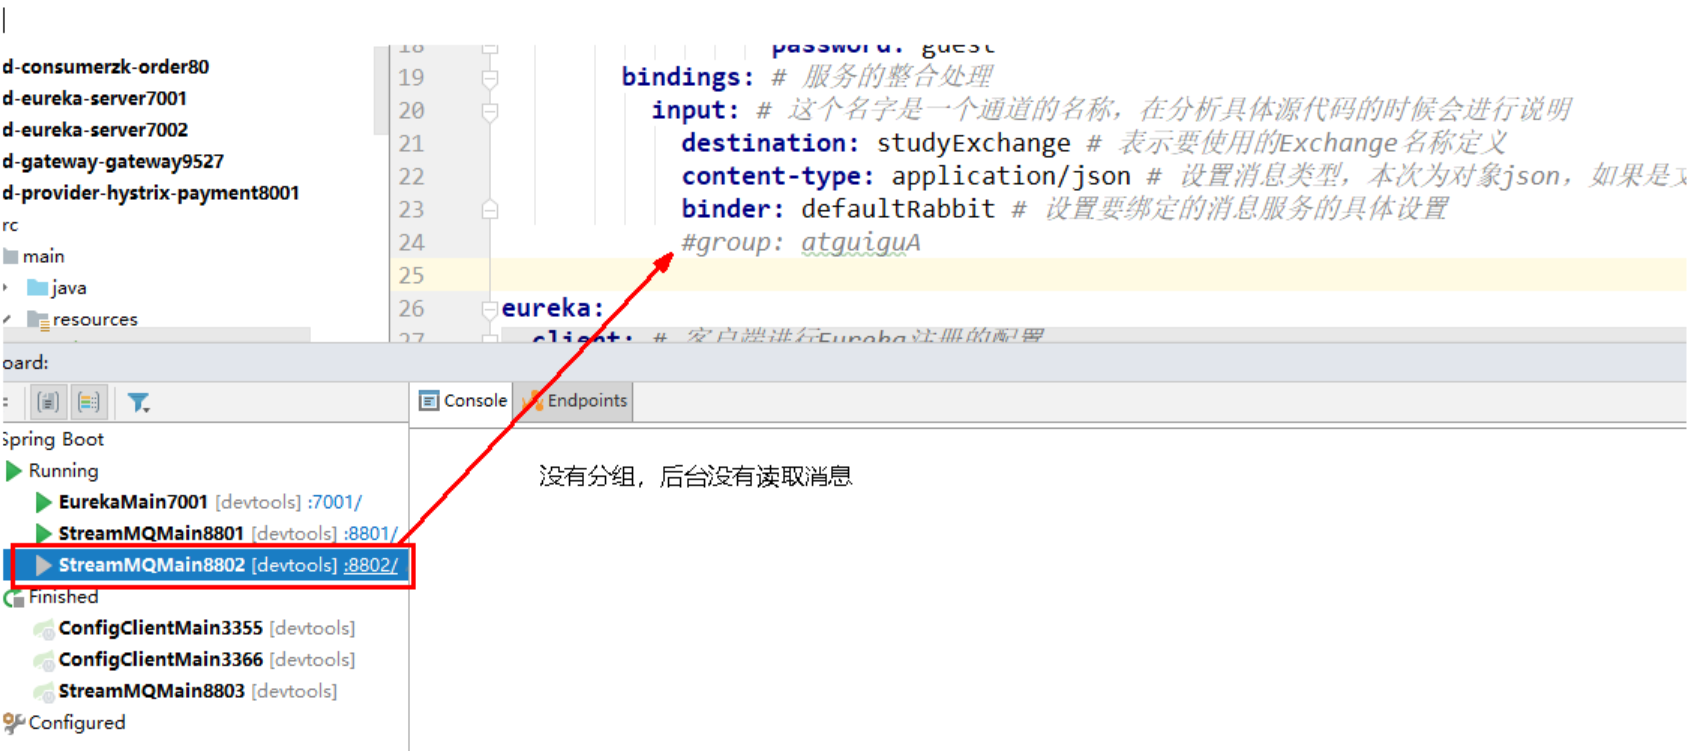 d-consumerzk-order80
d-eureka-server7001
d-eureka-server7002
d-gateway-gateway9527
d-provider-hystrix-payment8001
rc
main
java
resources
18 password: guest
19 bindings: # 服务的整合处理
20 input: # 这个名字是一个通道的名称，在分析具体源代码的时候会进行说明
21 destination: studyExchange # 表示要使用的Exchange名称定义
22 content-type: application/json # 设置消息类型，本次为对象json，如果是文
23 binder: defaultRabbit # 设置要绑定的消息服务的具体设置
24 #group: atguiguA
25
26 eureka:
27 client: # 客户端进行Eureka注册的配置
oard:
Console Endpoints
Spring Boot
Running
EurekaMain7001 [devtools] :7001/
StreamMQMain8801 [devtools] :8801/
StreamMQMain8802 [devtools] :8802/
Finished
ConfigClientMain3355 [devtools]
ConfigClientMain3366 [devtools]
StreamMQMain8803 [devtools]
Configured
没有分组，后台没有读取消息